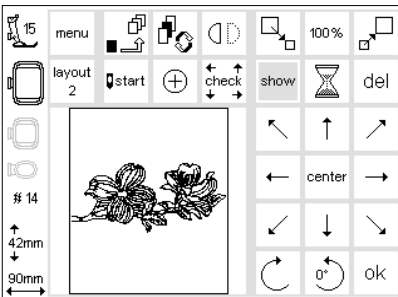 15
menu
100%
layout
2
start
check
show
del
center
# 14
42mm
90mm
0°
ok